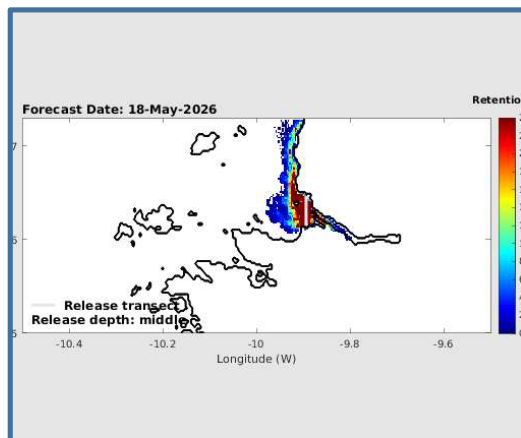 Forecast Date: 18-May-2026
Retentio
7
6
5
Release transect
Release depth: middle
-10.4
-10.2
-10
-9.8
-9.6
Longitude (W)